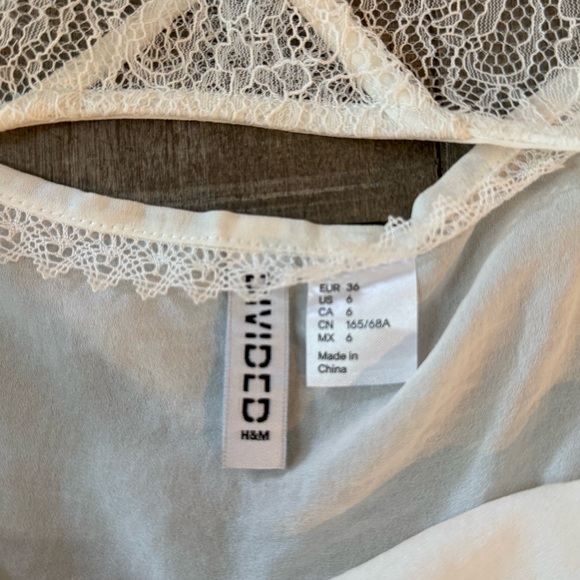 DIVIDED
H&M
EUR 36
US 6
CA 6
CN 165/68A
MX 6
Made in
China